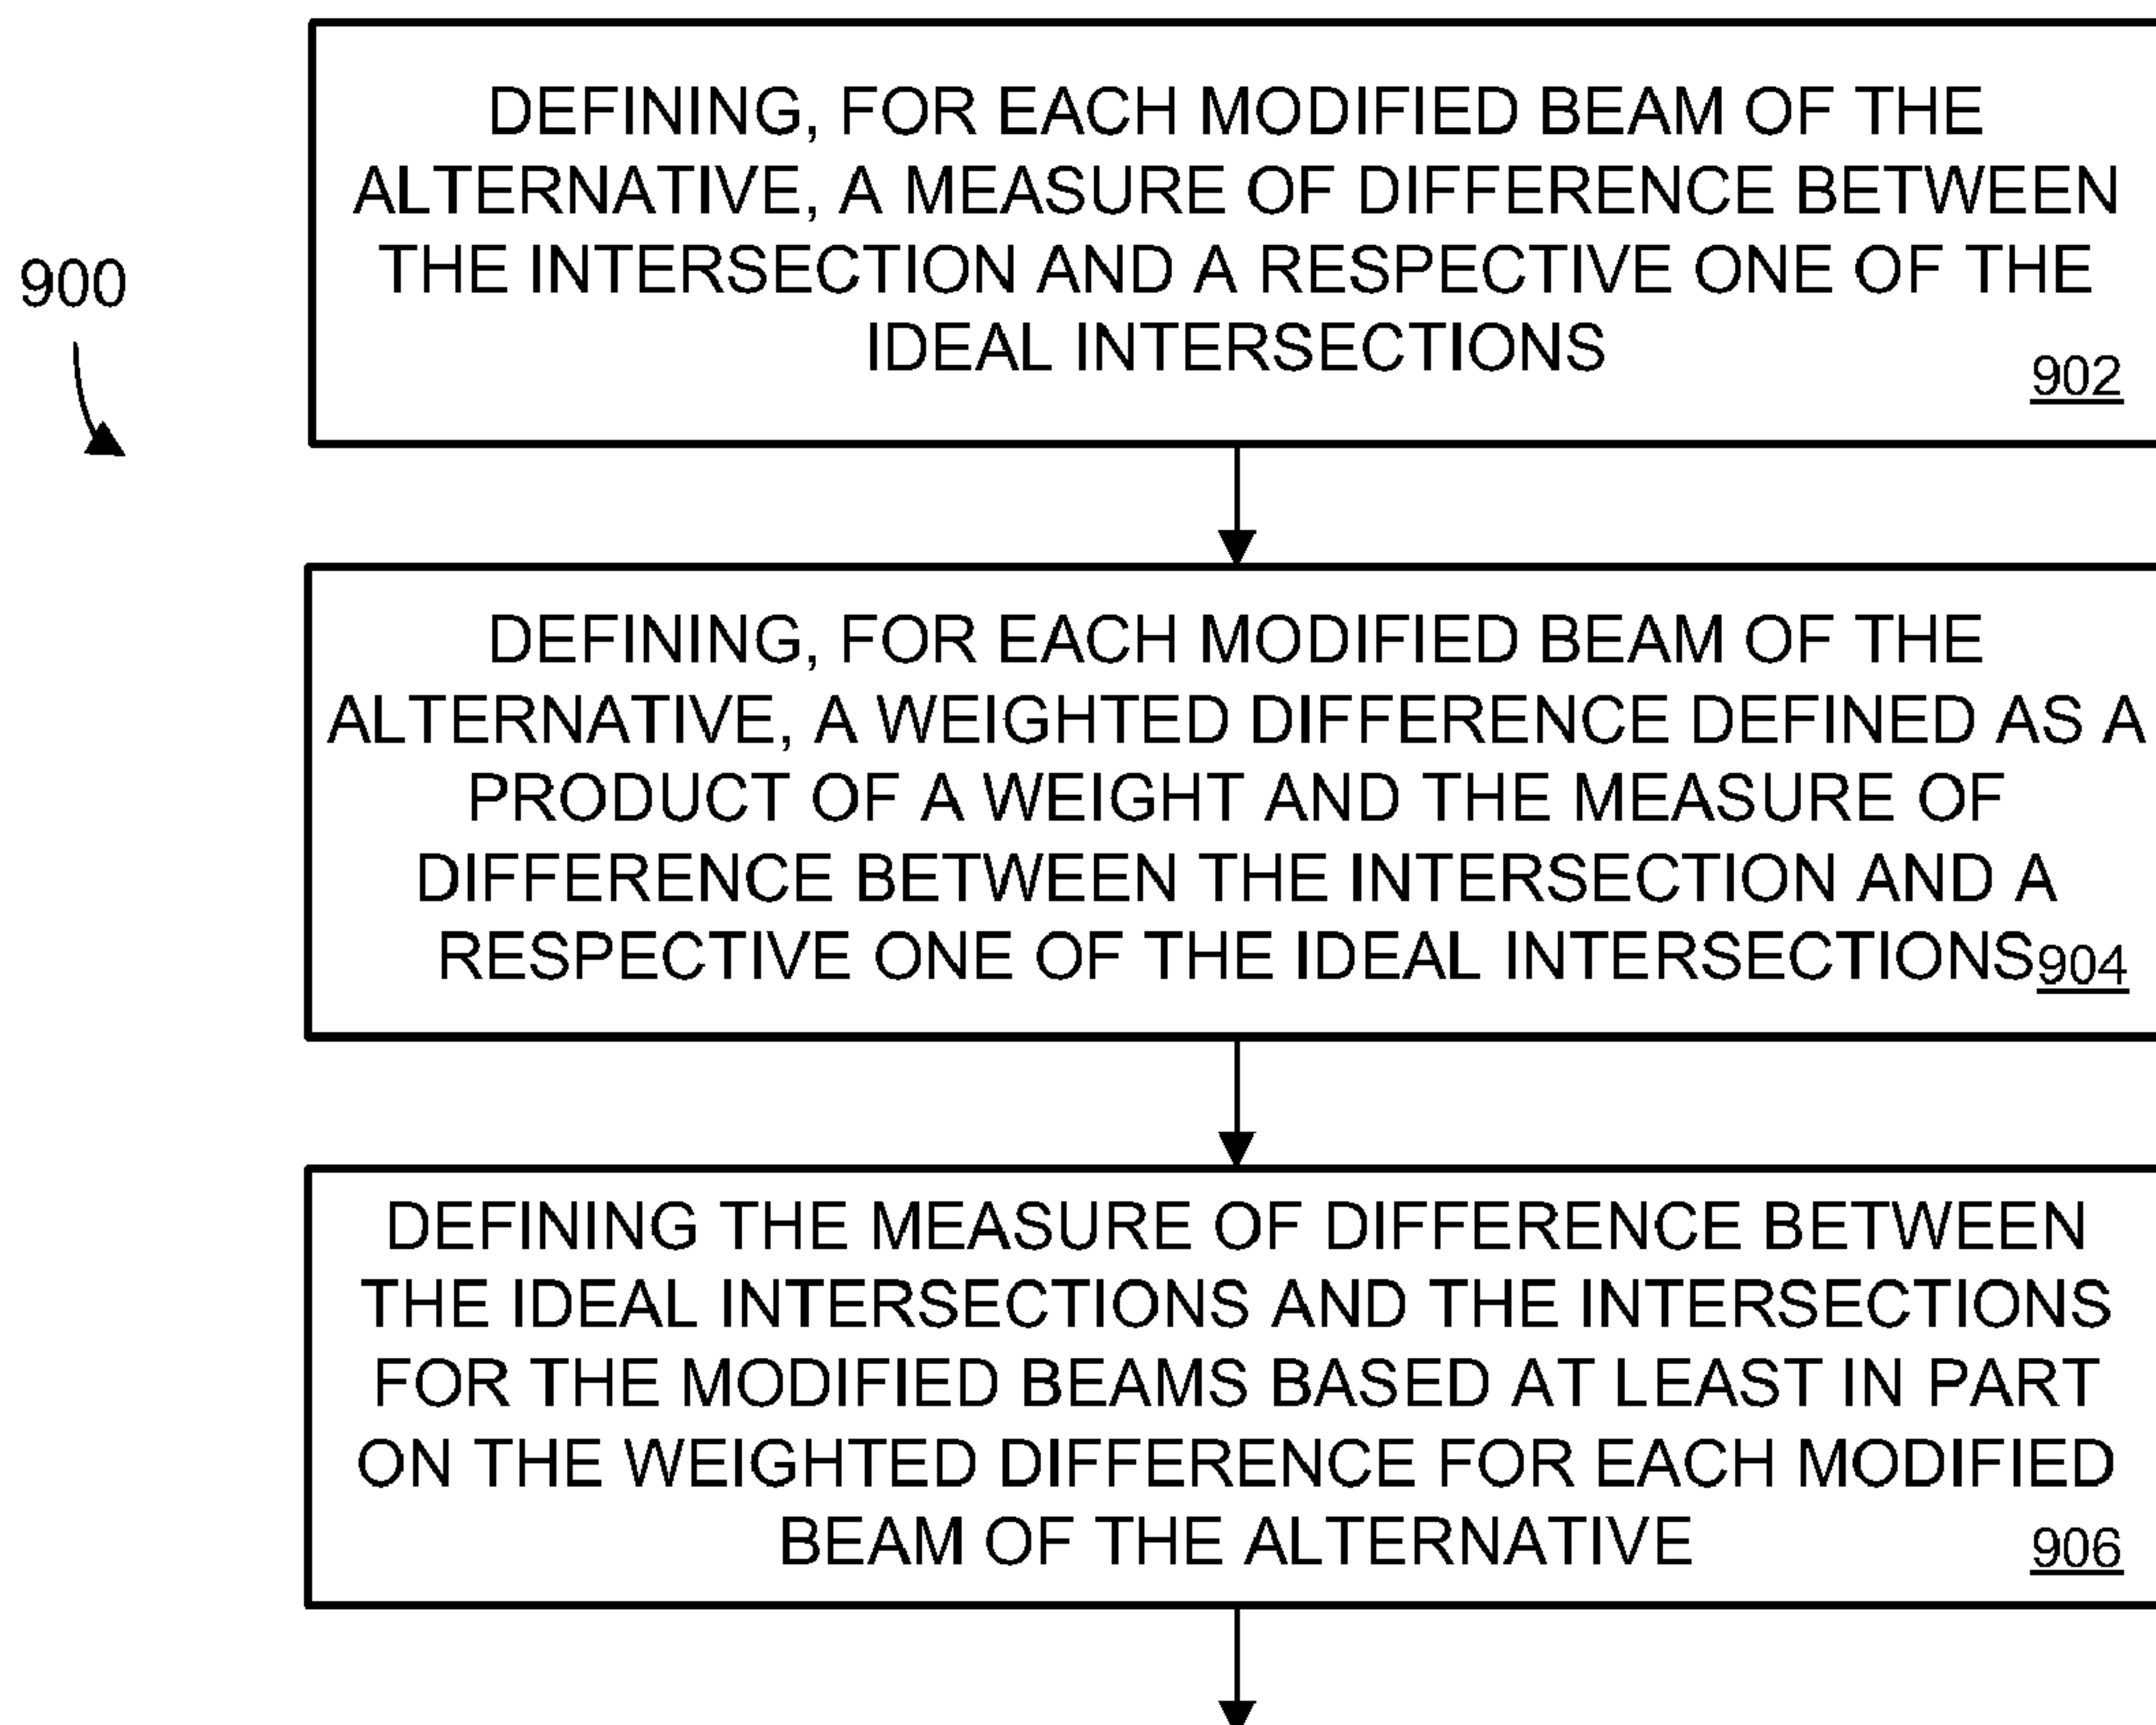 DEFINING, FOR EACH MODIFIED BEAM OF THE
ALTERNATIVE, A MEASURE OF DIFFERENCE BETWEEN
THE INTERSECTION AND A RESPECTIVE ONE OF THE
IDEAL INTERSECTIONS
902
900
DEFINING, FOR EACH MODIFIED BEAM OF THE
ALTERNATIVE, A WEIGHTED DIFFERENCE DEFINED AS A
PRODUCT OF A WEIGHT AND THE MEASURE OF
DIFFERENCE BETWEEN THE INTERSECTION AND A
RESPECTIVE ONE OF THE IDEAL INTERSECTIONS
904
DEFINING THE MEASURE OF DIFFERENCE BETWEEN
THE IDEAL INTERSECTIONS AND THE INTERSECTIONS
FOR THE MODIFIED BEAMS BASED AT LEAST IN PART
ON THE WEIGHTED DIFFERENCE FOR EACH MODIFIED
BEAM OF THE ALTERNATIVE
906